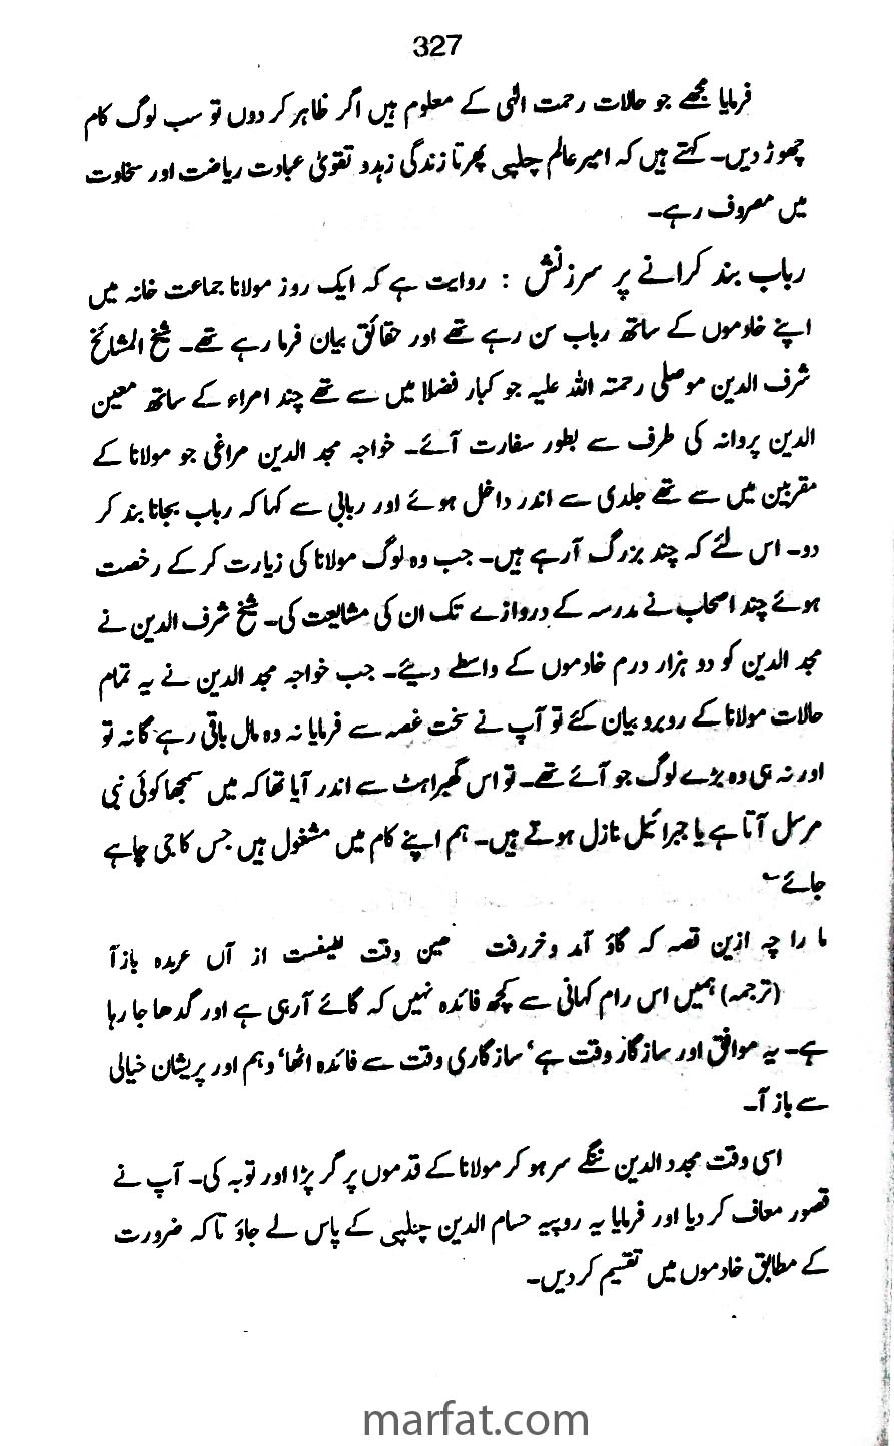 327
فرمایا مجھے جو حالات رحمت الٰہی کے معلوم ہیں اگر ظاہر کر دوں تو سب لوگ کام
چھوڑ دیں۔ کہتے ہیں کہ امیر عالم چلپی پھر تا زندگی زہد و تقویٰ عبادت ریاضت اور سخاوت
میں مصروف رہے۔
رباب بند کرانے پر سرزنش : روایت ہے کہ ایک روز مولانا جماعت خانہ میں
اپنے خادموں کے ساتھ رباب سن رہے تھے اور حقائق بیان فرما رہے تھے۔ شیخ المشائخ
شرف الدین موصلی رحمتہ اللہ علیہ جو کبار فضلا میں سے تھے چند امراء کے ساتھ معین
الدین پروانہ کی طرف سے بطور سفارت آئے۔ خواجہ مجد الدین مراغی جو مولانا کے
مقربین میں سے تھے جلدی سے اندر داخل ہوئے اور ربابی سے کہا کہ رباب بجانا بند کر
دو۔ اس لئے کہ چند بزرگ آ رہے ہیں۔ جب وہ لوگ مولانا کی زیارت کر کے رخصت
ہوئے چند اصحاب نے مدرسہ کے دروازے تک ان کی مشایعت کی۔ شیخ شرف الدین نے
مجد الدین کو دو ہزار درم خادموں کے واسطے دیئے۔ جب خواجہ مجد الدین نے یہ تمام
حالات مولانا کے روبرو بیان کئے تو آپ نے سخت غصہ سے فرمایا نہ وہ مال باقی رہے گا نہ تو
اور نہ ہی وہ بڑے لوگ جو آئے تھے۔ تو اس گھبراہٹ سے اندر آیا تھا کہ میں سمجھا کوئی نبی
مرسل آتا ہے یا جبرائیل نازل ہوتے ہیں۔ ہم اپنے کام میں مشغول ہیں جس کا جی چاہے
جائے
ما را چہ ازین قصہ کہ گاؤ آمد و خر رفت ھین وقت از آں عربدہ باز آ
(ترجمہ) ہمیں اس رام کہانی سے کچھ فائدہ نہیں کہ گائے آ رہی ہے اور گدھا جا رہا
ہے۔ یہ موافق اور سازگار وقت ہے‘ سازگاری وقت سے فائدہ اٹھا‘ وہم اور پریشان خیالی
سے باز آ۔
اسی وقت مجدد الدین ننگے سر ہو کر مولانا کے قدموں پر گر پڑا اور توبہ کی۔ آپ نے
قصور معاف کر دیا اور فرمایا یہ روپیہ حسام الدین چلپی کے پاس لے جاؤ تا کہ ضرورت
کے مطابق خادموں میں تقسیم کر دیں۔
marfat.com